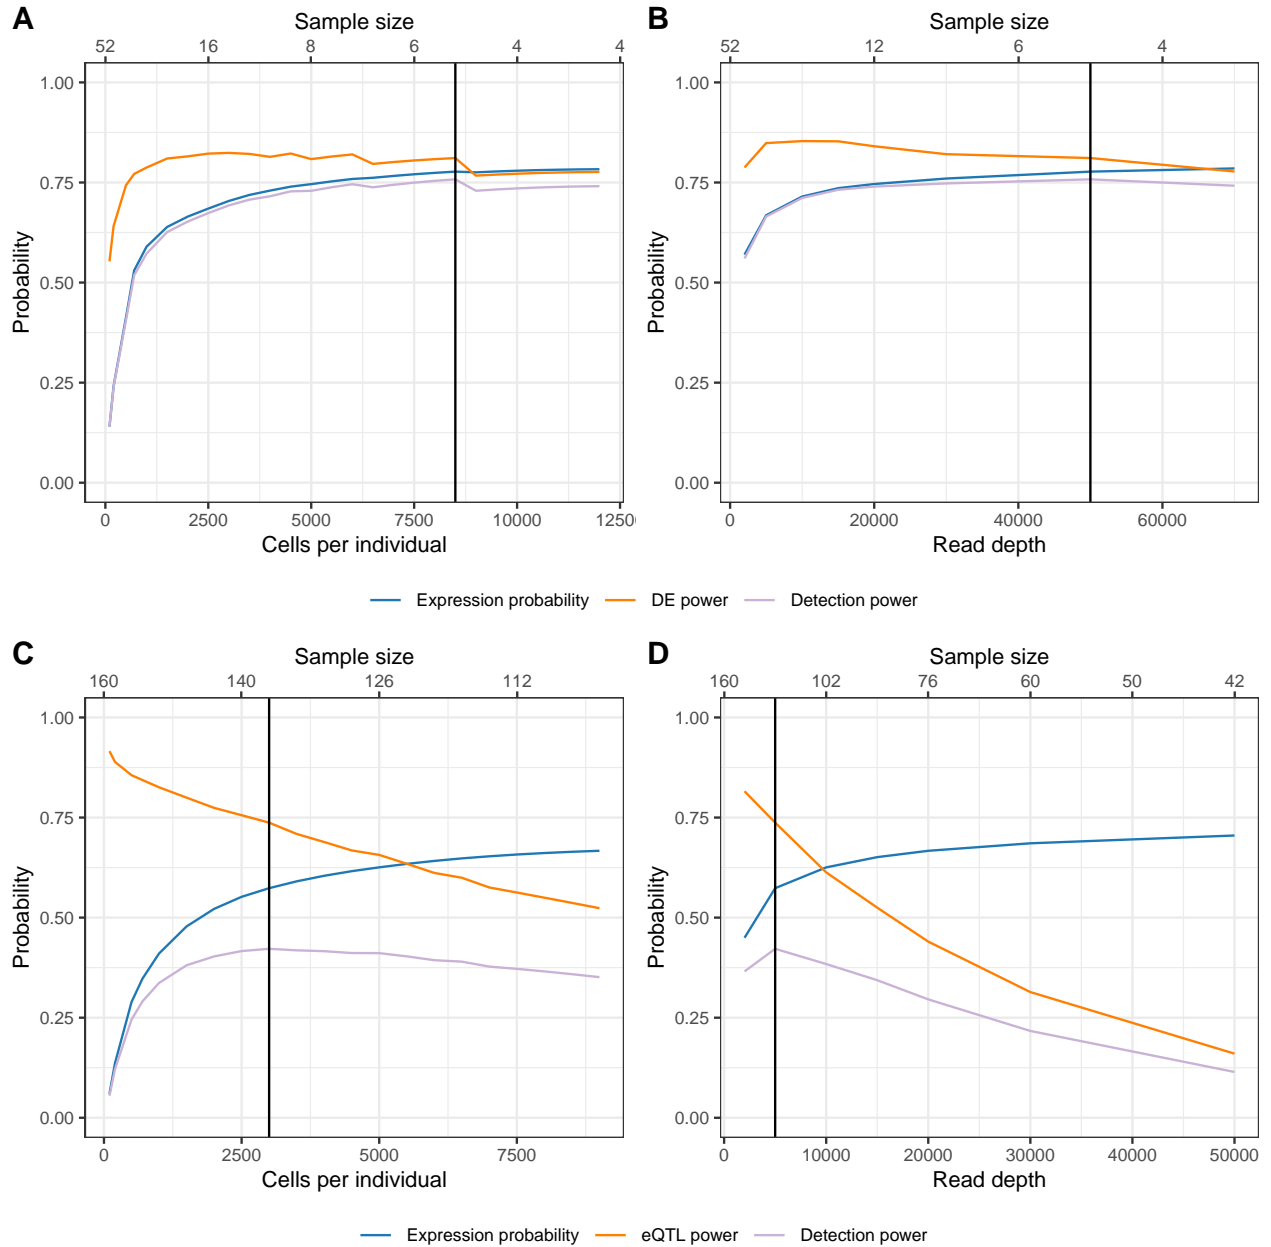 A
Sample size
52 16 8 6 4 4
1.00
0.75
0.50
0.25
0.00
Probability
0 2500 5000 7500 10000 1250
Cells per individual
B
Sample size
52 12 6 4
1.00
0.75
0.50
0.25
0.00
Probability
0 20000 40000 60000
Read depth
Expression probability DE power Detection power
C
Sample size
160 140 126 112
1.00
0.75
0.50
0.25
0.00
Probability
0 2500 5000 7500
Cells per individual
D
Sample size
160 102 76 60 50 42
1.00
0.75
0.50
0.25
0.00
Probability
0 10000 20000 30000 40000 50000
Read depth
Expression probability eQTL power Detection power